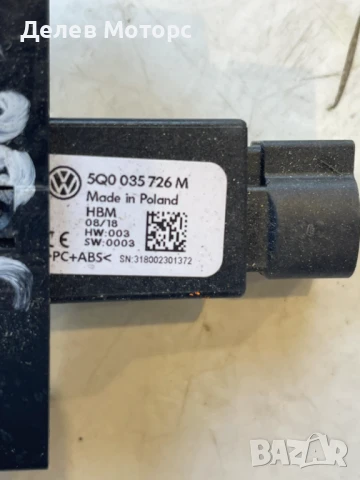 Делев Моторс
5Q0 035 726 M
Made in Poland
HBM
08/18
HW:003
SW:0003
CE
PC+ABS<
SN:318002301372
BAZAR